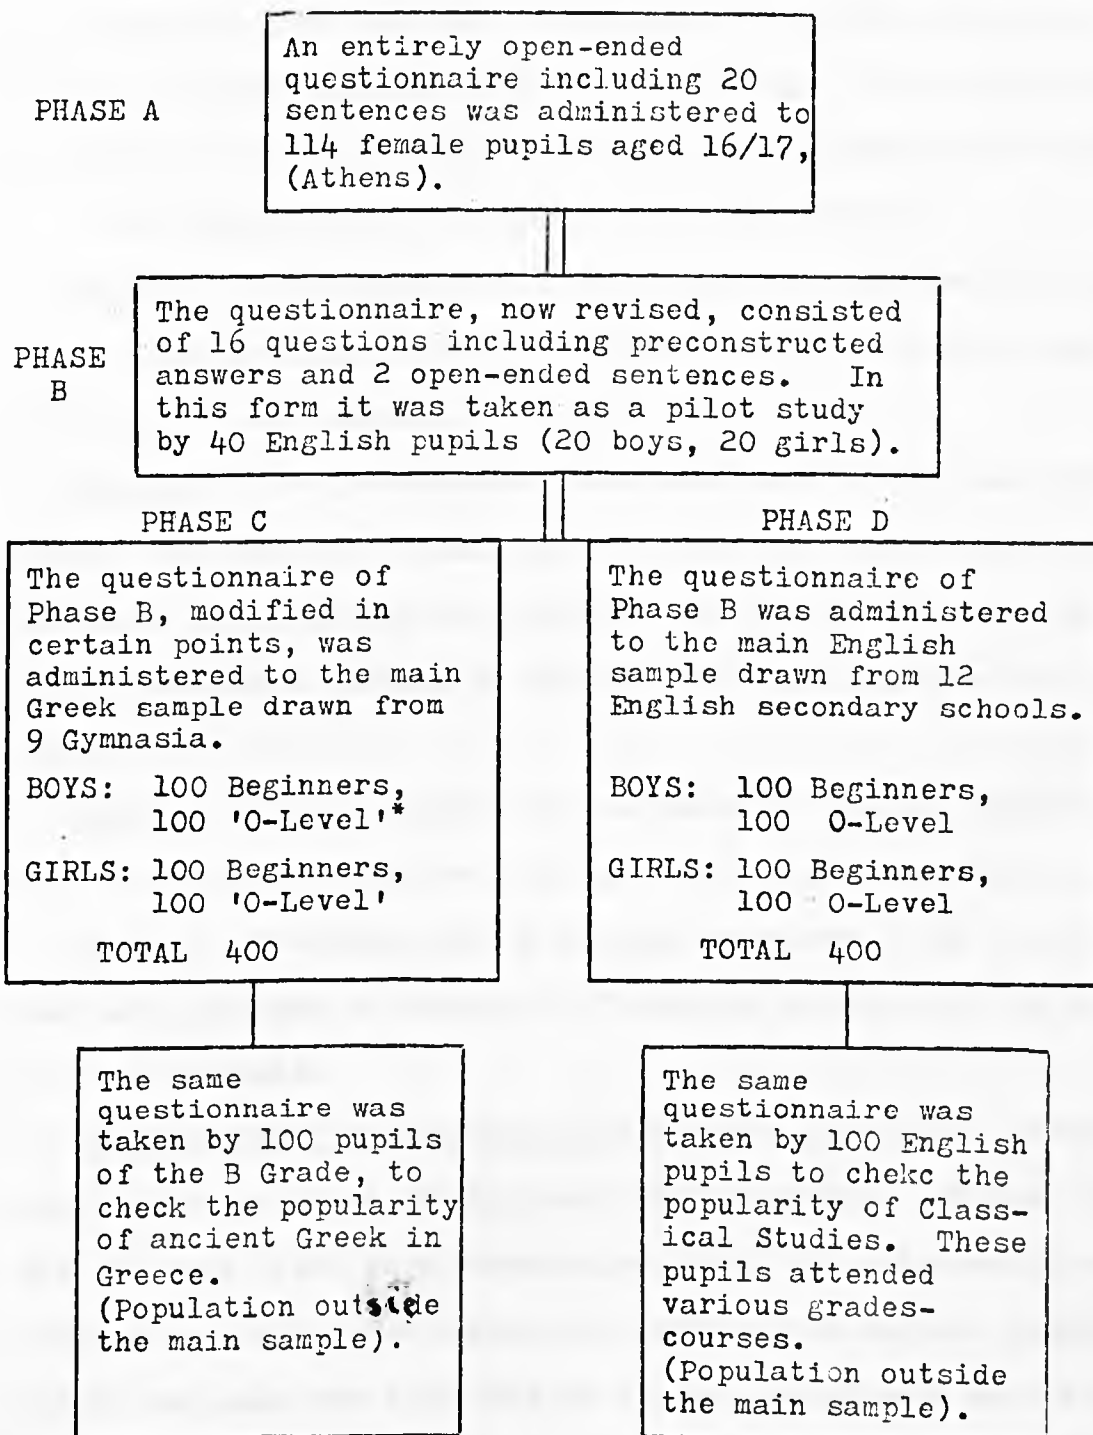 PHASE A
An entirely open-ended
questionnaire including 20
sentences was administered to
114 female pupils aged 16/17,
(Athens).
PHASE
B
The questionnaire, now revised, consisted
of 16 questions including preconstructed
answers and 2 open-ended sentences. In
this form it was taken as a pilot study
by 40 English pupils (20 boys, 20 girls).
PHASE C
The questionnaire of
Phase B, modified in
certain points, was
administered to the main
Greek sample drawn from
9 Gymnasia.
BOYS: 100 Beginners,
100 'O-Level'*
GIRLS: 100 Beginners,
100 'O-Level'
TOTAL 400
PHASE D
The questionnaire of
Phase B was administered
to the main English
sample drawn from 12
English secondary schools.
BOYS: 100 Beginners,
100 O-Level
GIRLS: 100 Beginners,
100 O-Level
TOTAL 400
The same
questionnaire was
taken by 100 pupils
of the B Grade, to
check the popularity
of ancient Greek in
Greece.
(Population outside
the main sample).
The same
questionnaire was
taken by 100 English
pupils to chekc the
popularity of Class-
ical Studies. These
pupils attended
various grades-
courses.
(Population outside
the main sample).